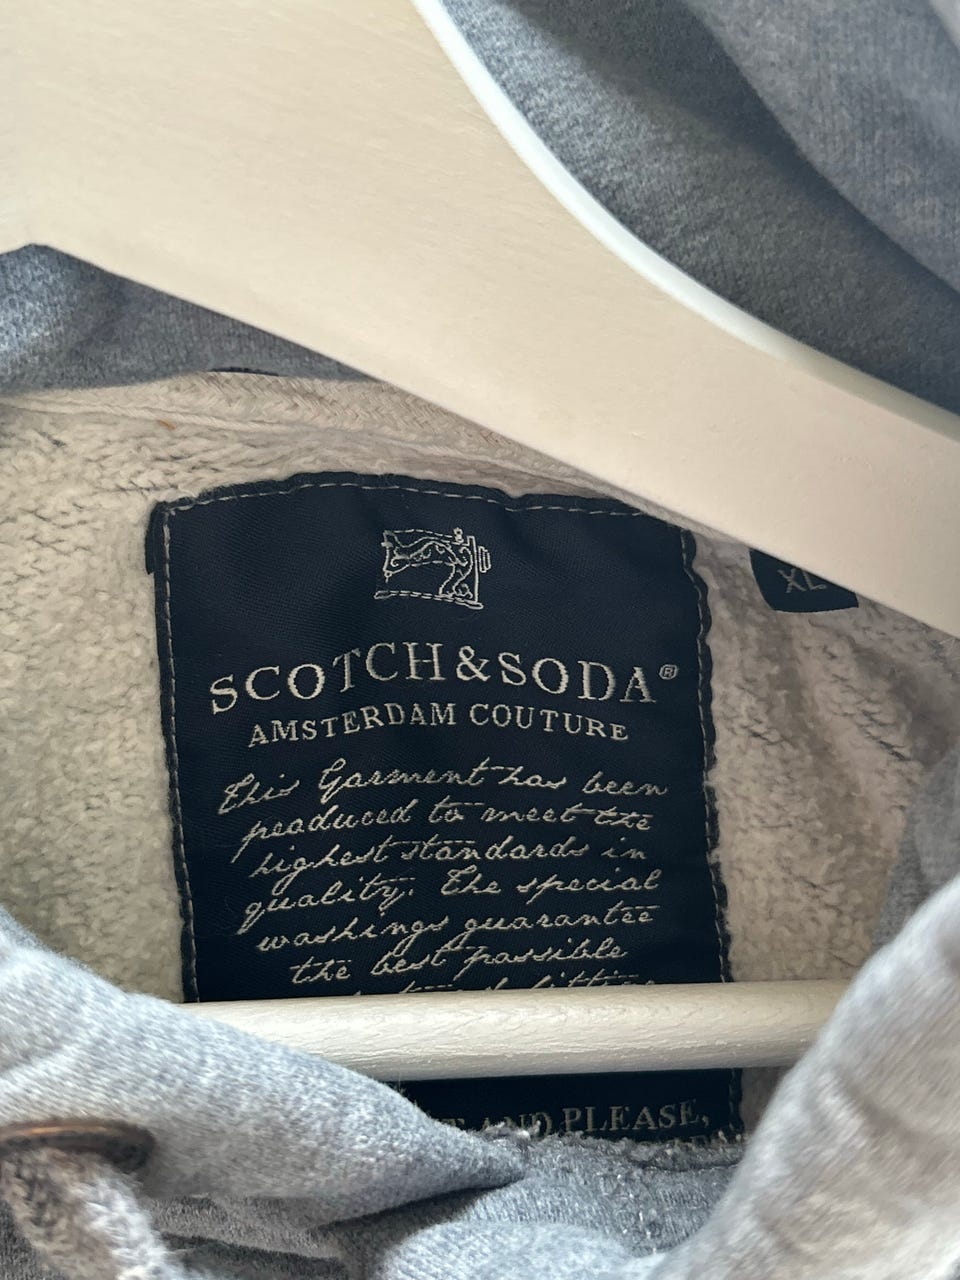 SCOTCH & SODA®
AMSTERDAM COUTURE
This Garment has been
produced to meet the
highest standards in
quality. The special
washings guarantee
the best possible
fitting
AND PLEASE,
XL